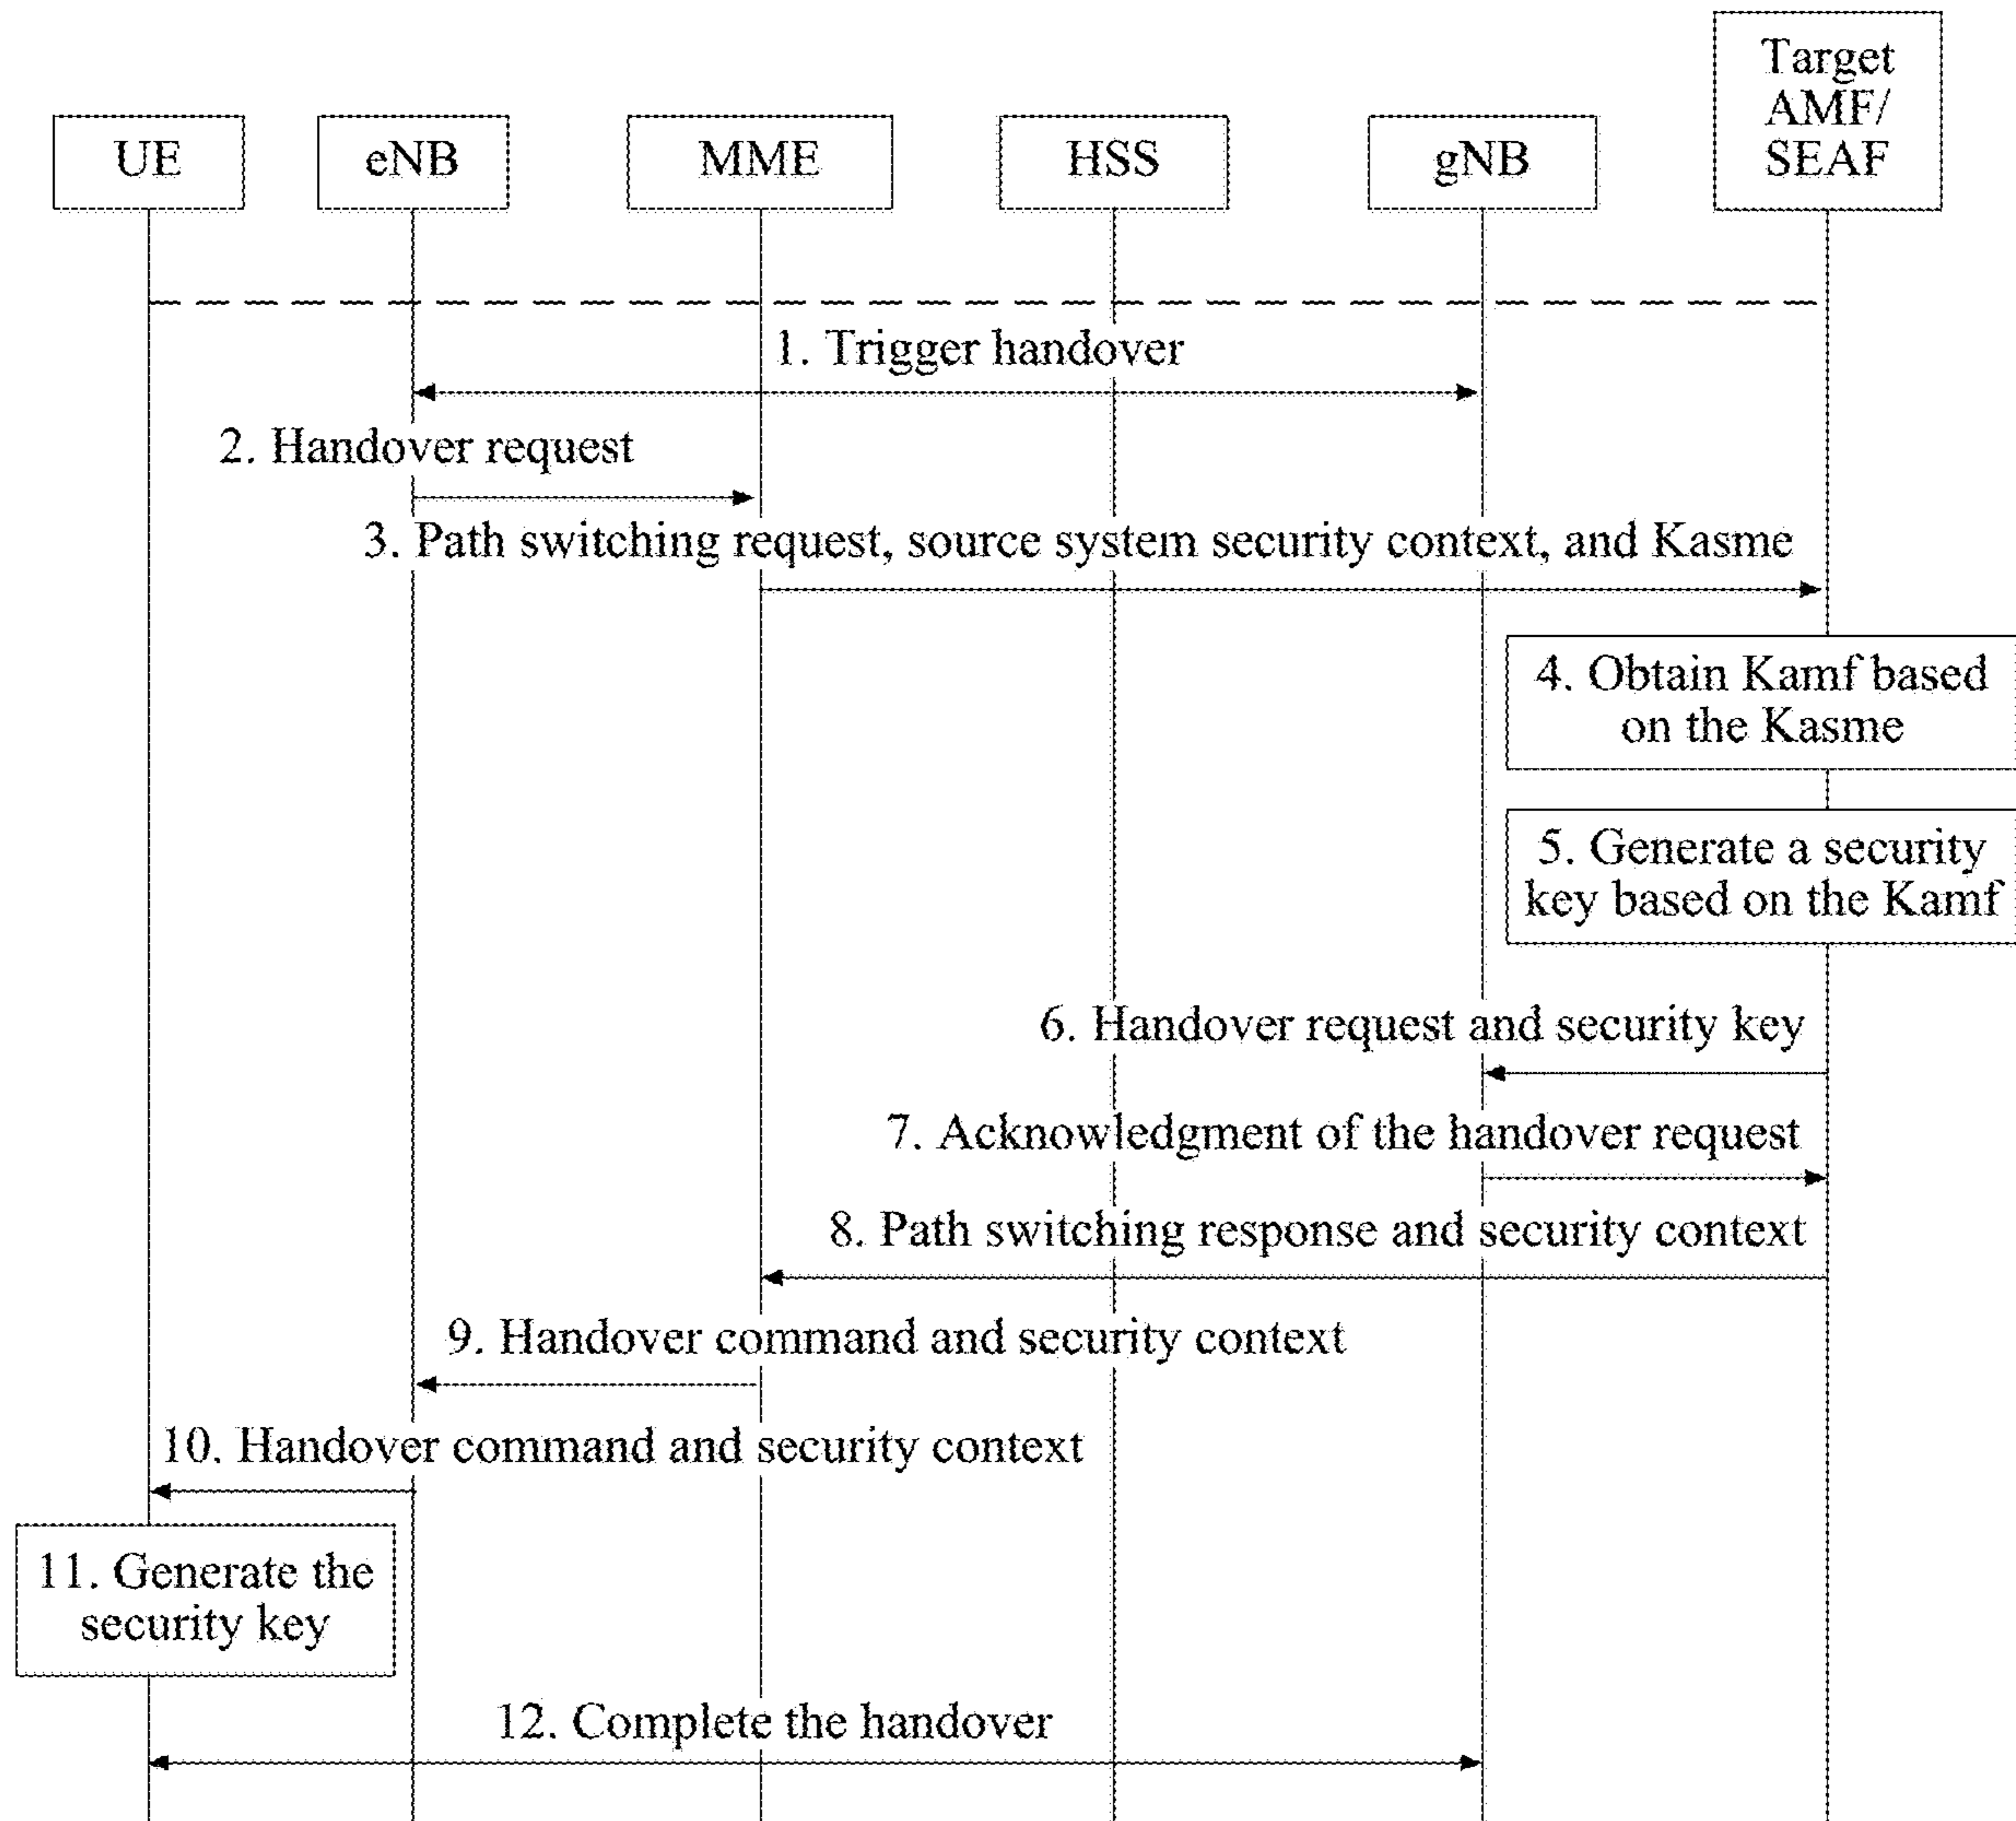 UE
eNB
MME
HSS
gNB
Target
AMF/
SEAF
1. Trigger handover
2. Handover request
3. Path switching request, source system security context, and Kasme
4. Obtain Kamf based
on the Kasme
5. Generate a security
key based on the Kamf
6. Handover request and security key
7. Acknowledgment of the handover request
8. Path switching response and security context
9. Handover command and security context
10. Handover command and security context
11. Generate the
security key
12. Complete the handover